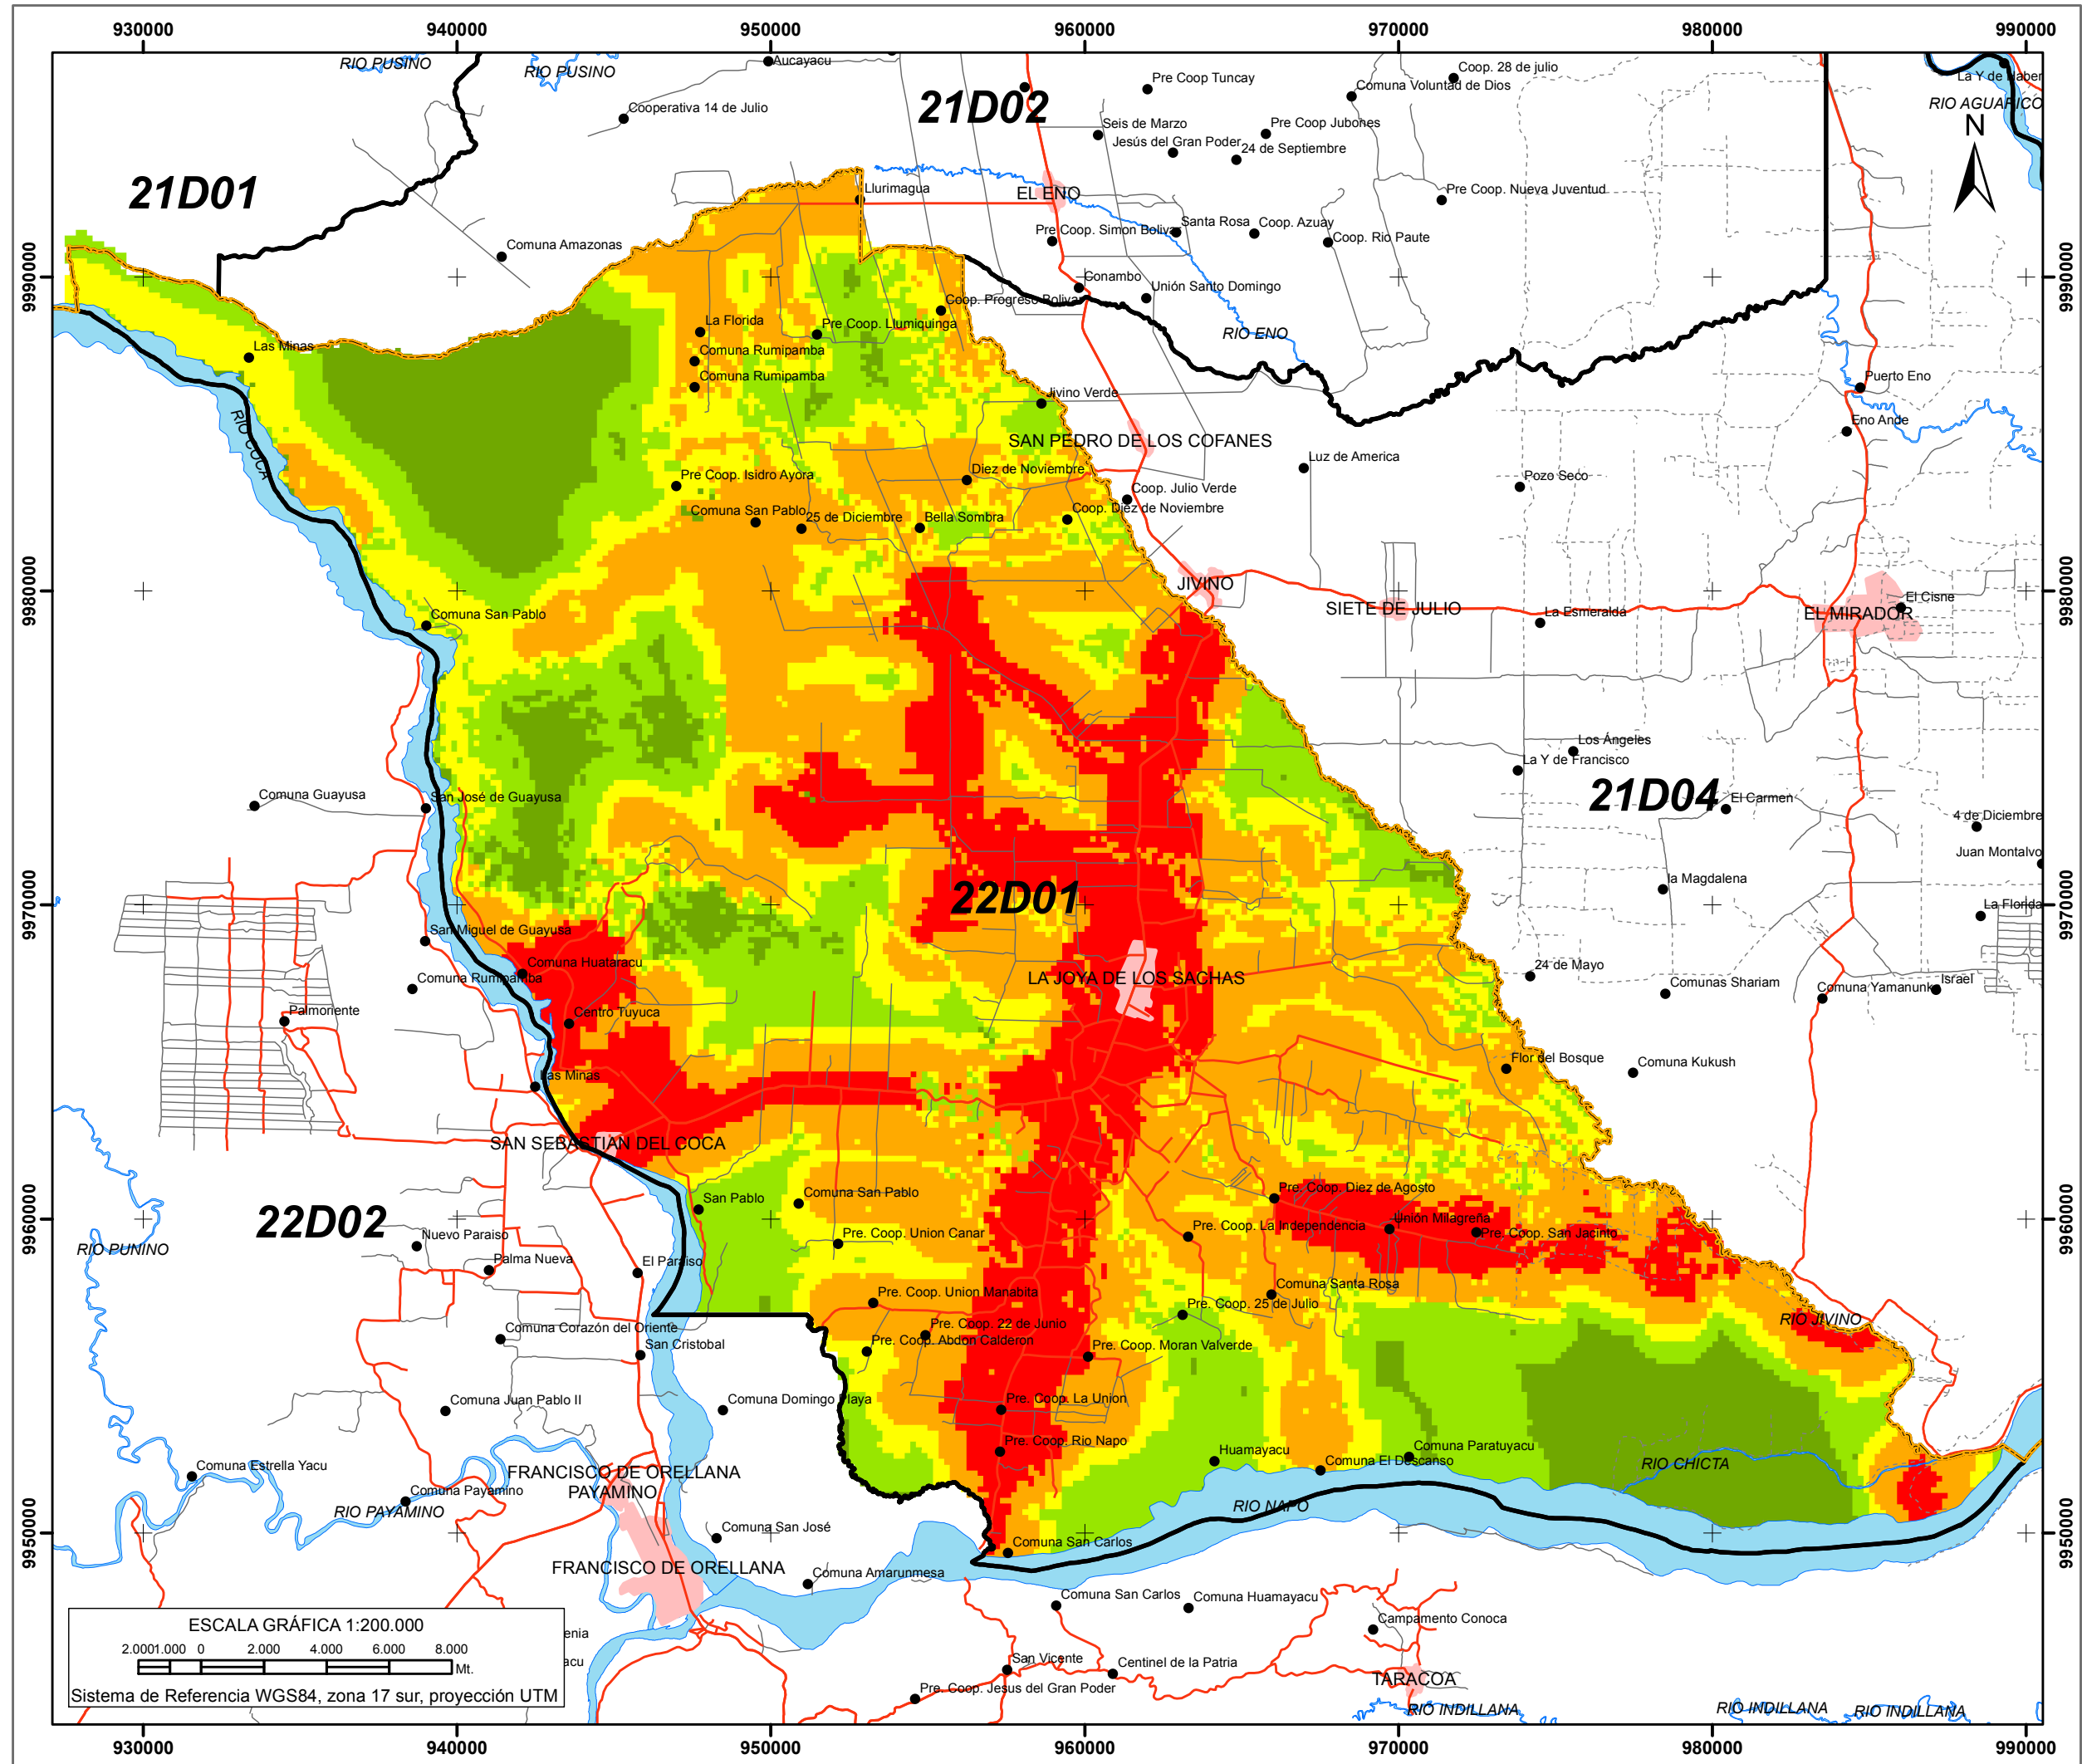 930000 940000 950000 960000 970000 980000 990000
RIO PUSINO
RIO PUSINO
Aucayacu
Cooperativa 14 de Julio
21D02
Pre Coop Tuncay
Coop. 28 de julio
Comuna Voluntad de Dios
La Y de Haber
RIO AGUARICO
N
Seis de Marzo
Pre Coop Jubones
Jesús del Gran Poder
24 de Septiembre
21D01
Llurimagua
EL ENO
Pre Coop. Nueva Juventud
Comuna Amazonas
Pre Coop. Simon Bolivar
Santa Rosa
Coop. Azuay
Coop. Rio Paute
9990000
9990000
Conambo
Unión Santo Domingo
Coop. Progreso Bolivar
La Florida
Pre Coop. Llumiquinga
RIO ENO
Las Minas
Comuna Rumipamba
Comuna Rumipamba
Puerto Eno
Jivino Verde
Eno Ande
RIO COCA
SAN PEDRO DE LOS COFANES
Luz de America
Pre Coop. Isidro Ayora
Diez de Noviembre
Pozo Seco
Coop. Julio Verde
Comuna San Pablo
25 de Diciembre
Bella Sombra
Coop. Diez de Noviembre
9980000
9980000
JIVINO
SIETE DE JULIO
La Esmeralda
EL MIRADOR
El Cisne
Comuna San Pablo
Los Ángeles
La Y de Francisco
21D04
El Carmen
Comuna Guayusa
San José de Guayusa
4 de Diciembre
Juan Montalvo
la Magdalena
9970000
22D01
9970000
La Florida
San Miguel de Guayusa
Comuna Huataracu
LA JOYA DE LOS SACHAS
24 de Mayo
Comuna Rumipamba
Comunas Shariam
Comuna Yamanunk
Israel
Palmoriente
Centro Tuyuca
Flor del Bosque
Comuna Kukush
Las Minas
SAN SEBASTIAN DEL COCA
San Pablo
Comuna San Pablo
Pre. Coop. Diez de Agosto
9960000
22D02
9960000
Unión Milagreña
Pre. Coop. La Independencia
Pre. Coop. San Jacinto
Nuevo Paraiso
Pre. Coop. Union Canar
RIO PUNINO
Palma Nueva
El Paraiso
Comuna Santa Rosa
Pre. Coop. Union Manabita
Pre. Coop. 25 de Julio
RIO JIVINO
Comuna Corazón del Oriente
Pre. Coop. 22 de Junio
San Cristobal
Pre. Coop. Abdon Calderon
Pre. Coop. Moran Valverde
Comuna Juan Pablo II
Comuna Domingo Playa
Pre. Coop. La Union
Pre. Coop. Rio Napo
Huamayacu
Comuna Paratuyacu
Comuna El Descanso
RIO CHICTA
Comuna Estrella Yacu
FRANCISCO DE ORELLANA
PAYAMINO
Comuna Payamino
RIO PAYAMINO
RIO NAPO
Comuna San José
9950000
9950000
Comuna San Carlos
FRANCISCO DE ORELLANA
Comuna Amarunmesa
Comuna San Carlos
Comuna Huamayacu
Campamento Conoca
ESCALA GRÁFICA 1:200.000
2.000 1.000 0 2.000 4.000 6.000 8.000
Mt.
Sistema de Referencia WGS84, zona 17 sur, proyección UTM
enia
acu
San Vicente
Centinel de la Patria
TARACOA
Pre. Coop. Jesus del Gran Poder
RIO INDILLANA
RIO INDILLANA
RIO INDILLANA
930000 940000 950000 960000 970000 980000 990000